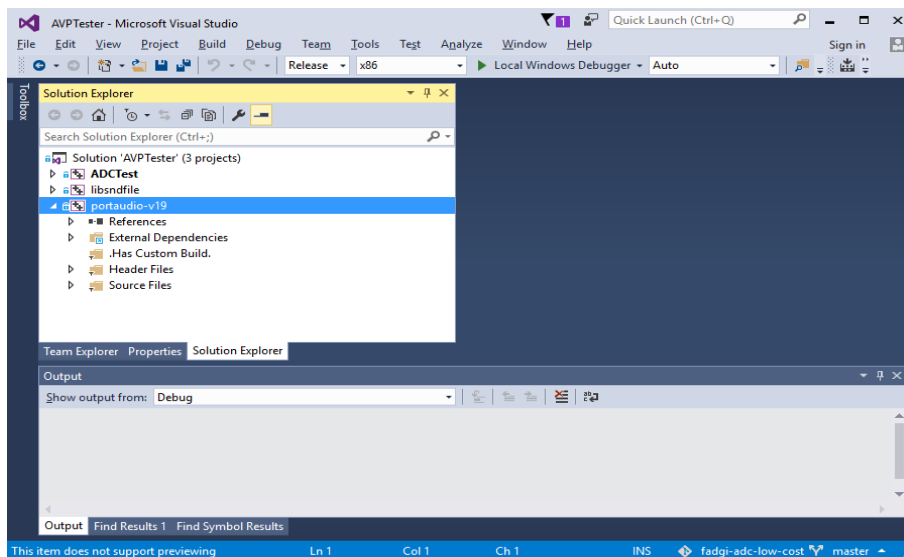 AVPTester - Microsoft Visual Studio
1
Quick Launch (Ctrl+Q)
File Edit View Project Build Debug Team Tools Test Analyze Window Help Sign in
Release x86 Local Windows Debugger Auto
Toolbox
Solution Explorer
Search Solution Explorer (Ctrl+;)
Solution 'AVPTester' (3 projects)
ADCTest
libsndfile
portaudio-v19
References
External Dependencies
.Has Custom Build.
Header Files
Source Files
Team Explorer Properties Solution Explorer
Output
Show output from: Debug
Output Find Results 1 Find Symbol Results
This item does not support previewing Ln 1 Col 1 Ch 1 INS fadgi-adc-low-cost master